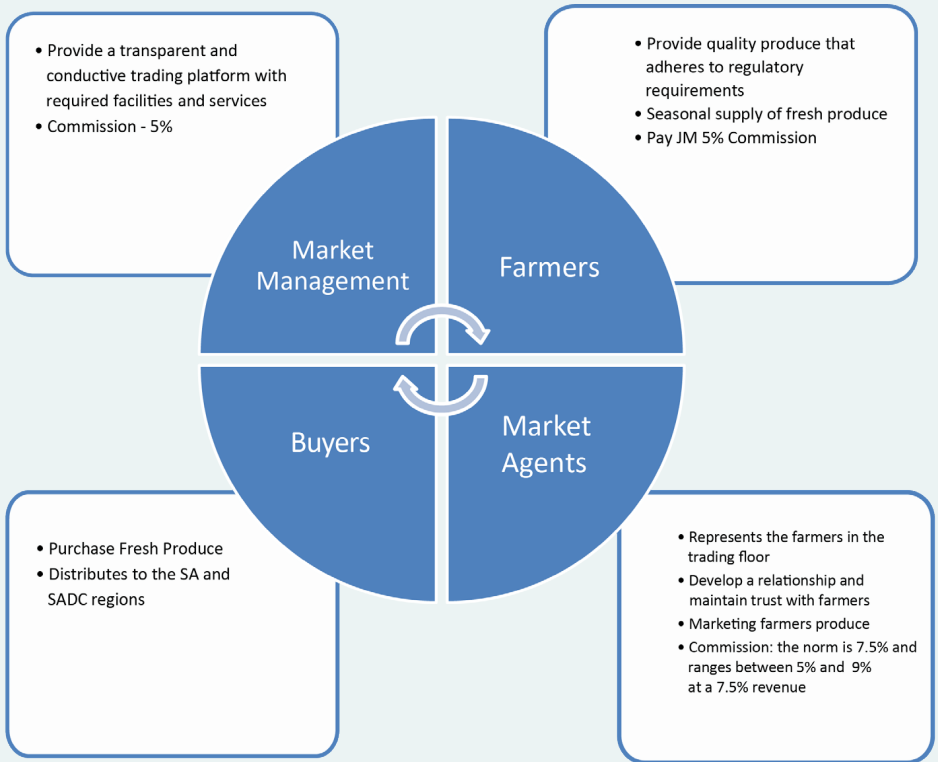 • Provide a transparent and
conductive trading platform with
required facilities and services
• Commission - 5%
• Provide quality produce that
adheres to regulatory
requirements
• Seasonal supply of fresh produce
• Pay JM 5% Commission
Market
Management
Farmers
Buyers
Market
Agents
• Purchase Fresh Produce
• Distributes to the SA and
SADC regions
• Represents the farmers in the
trading floor
• Develop a relationship and
maintain trust with farmers
• Marketing farmers produce
• Commission: the norm is 7.5% and
ranges between 5% and 9%
at a 7.5% revenue